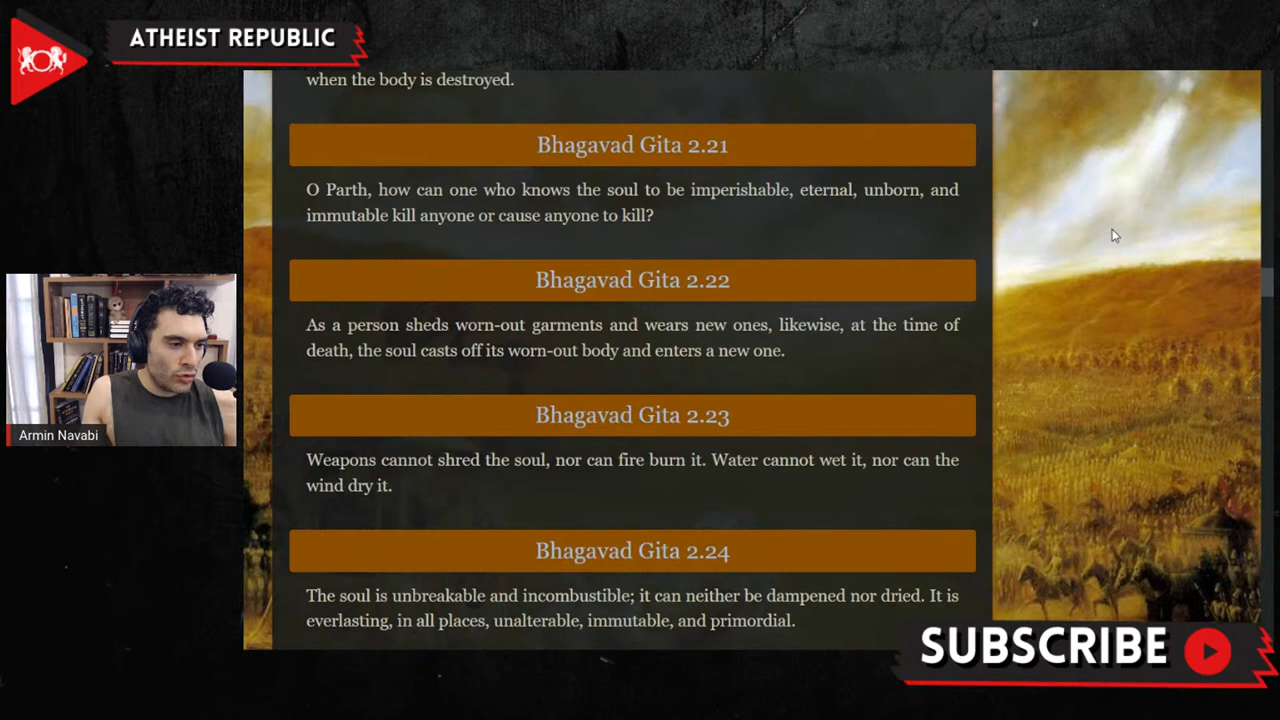 ATHEIST REPUBLIC
when the body is destroyed.
Bhagavad Gita 2.21
O Parth, how can one who knows the soul to be imperishable, eternal, unborn, and
immutable kill anyone or cause anyone to kill?
Bhagavad Gita 2.22
As a person sheds worn-out garments and wears new ones, likewise, at the time of
death, the soul casts off its worn-out body and enters a new one.
Bhagavad Gita 2.23
Weapons cannot shred the soul, nor can fire burn it. Water cannot wet it, nor can the
wind dry it.
Bhagavad Gita 2.24
The soul is unbreakable and incombustible; it can neither be dampened nor dried. It is
everlasting, in all places, unalterable, immutable, and primordial.
Armin Navabi
SUBSCRIBE